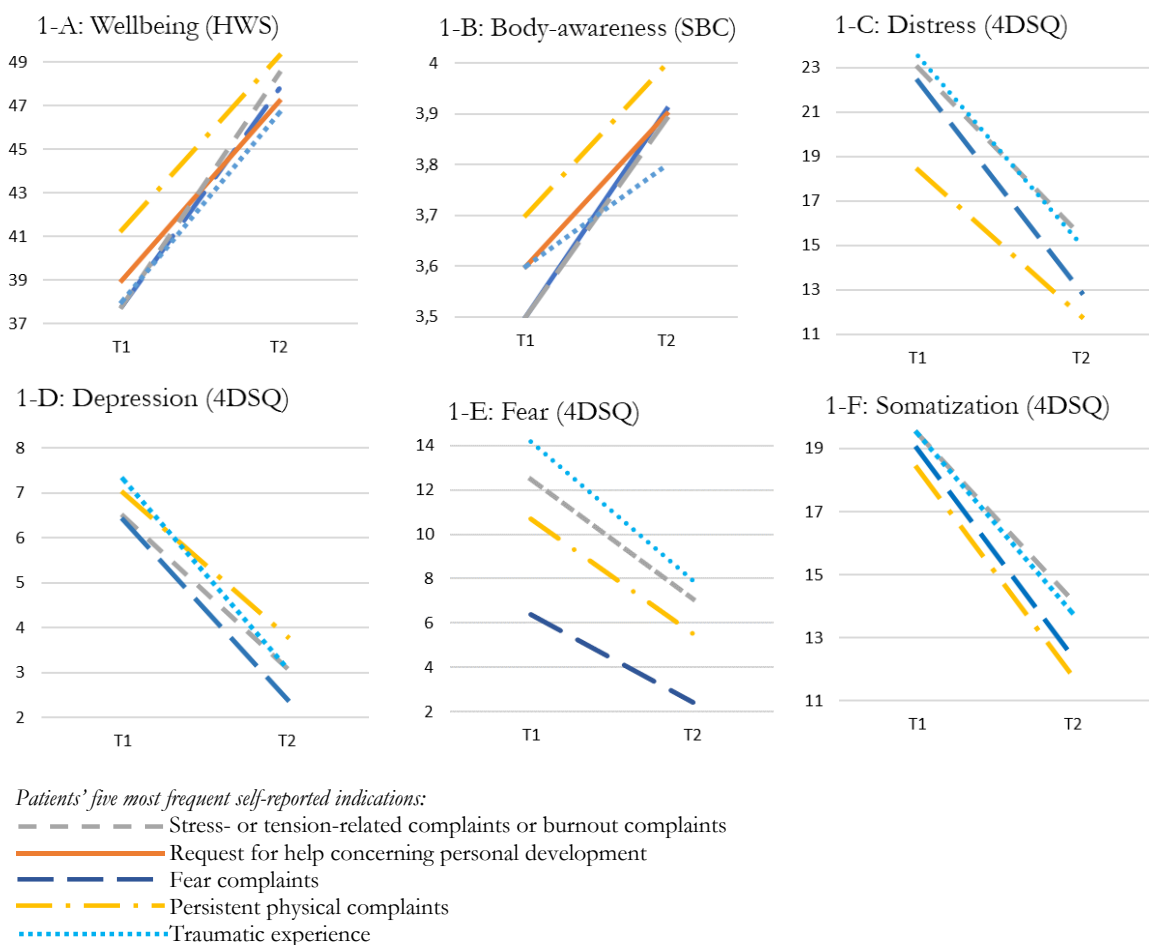 1-A: Wellbeing (HWS)
49
47
45
43
41
39
37
T1 T2
1-B: Body-awareness (SBC)
4
3,9
3,8
3,7
3,6
3,5
T1 T2
1-C: Distress (4DSQ)
23
21
19
17
15
13
11
T1 T2
1-D: Depression (4DSQ)
8
7
6
5
4
3
2
T1 T2
1-E: Fear (4DSQ)
14
12
10
8
6
4
2
T1 T2
1-F: Somatization (4DSQ)
19
17
15
13
11
T1 T2
Patients’ five most frequent self-reported indications:
Stress- or tension-related complaints or burnout complaints
Request for help concerning personal development
Fear complaints
Persistent physical complaints
Traumatic experience